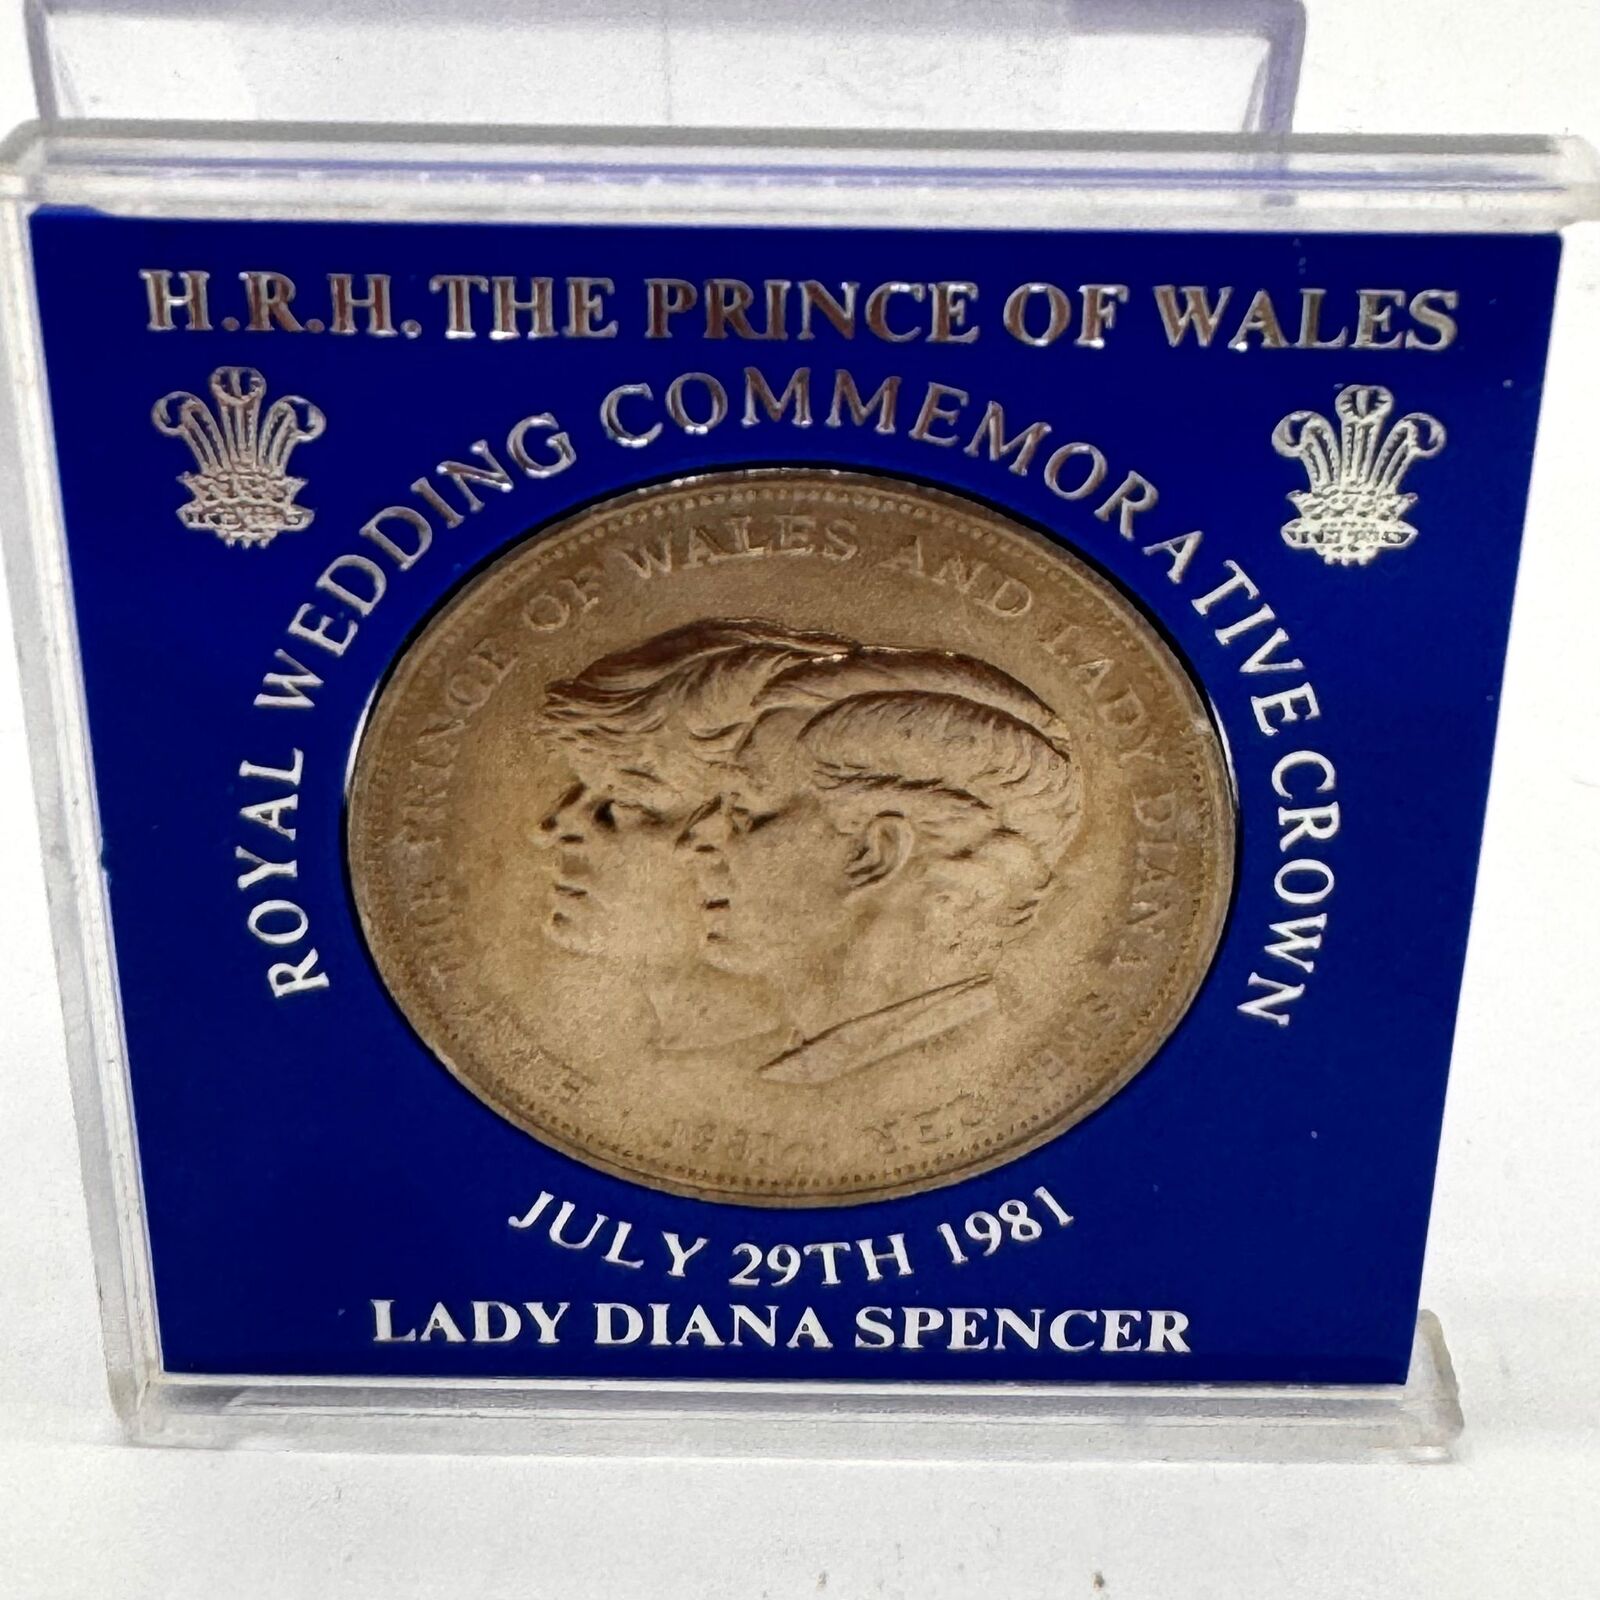 H.R.H. THE PRINCE OF WALES
ROYAL WEDDING COMMEMORATIVE CROWN
THE PRINCE OF WALES AND LADY DIANA
1981
JULY 29TH 1981
LADY DIANA SPENCER